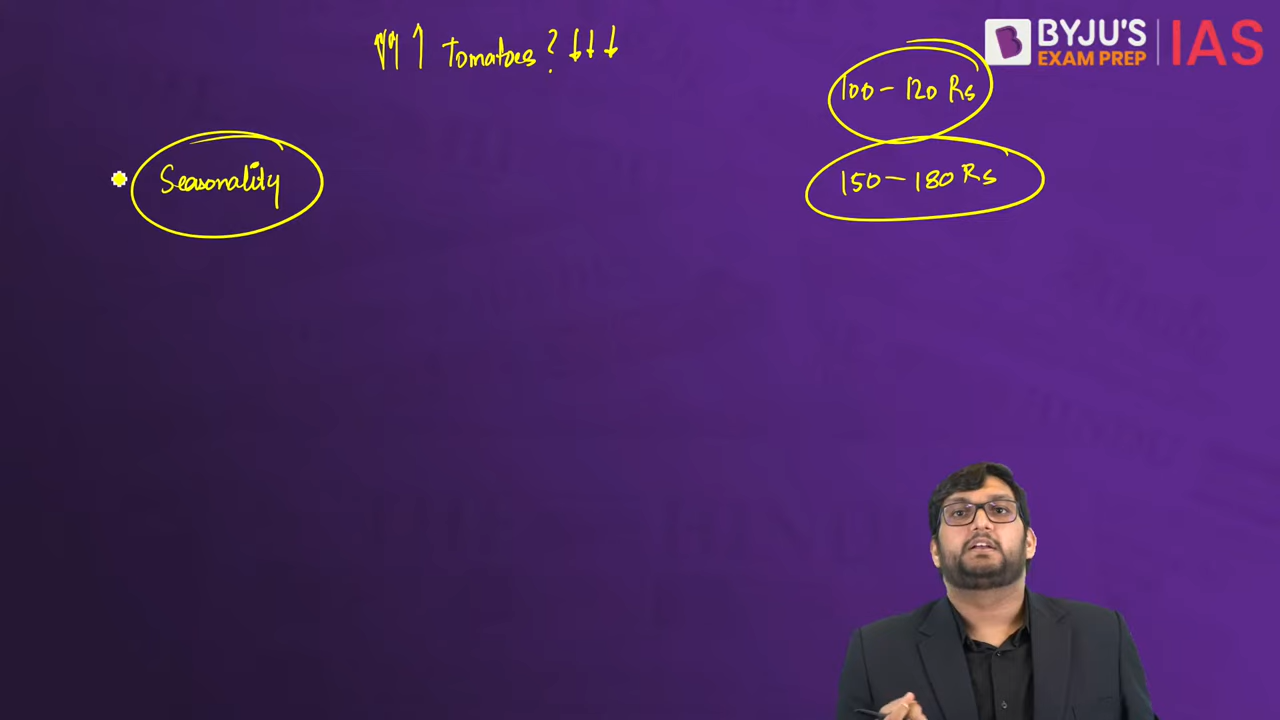 ↑↑ ↑ Tomatoes? ↓↓↓
BYJU'S
EXAM PREP
IAS
100 - 120 Rs
Seasonality
150 - 180 Rs